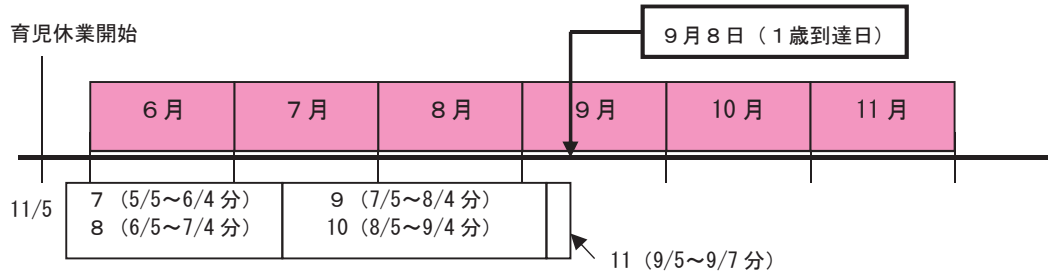 育児休業開始
９月８日（１歳到達日）
６月
７月
８月
９月
10月
11月
11/5
7（5/5～6/4分）
8（6/5～7/4分）
9（7/5～8/4分）
10（8/5～9/4分）
11（9/5～9/7分）